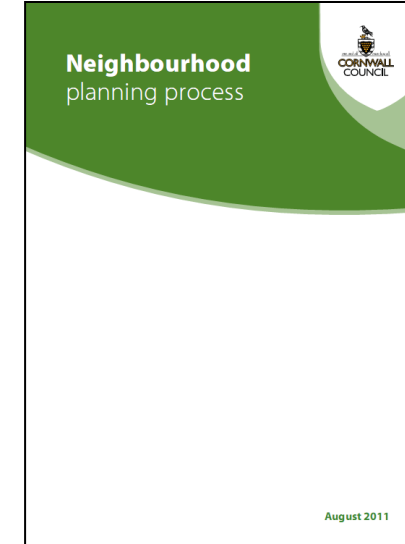 Neighbourhood
planning process
CORNWALL
COUNCIL
August 2011